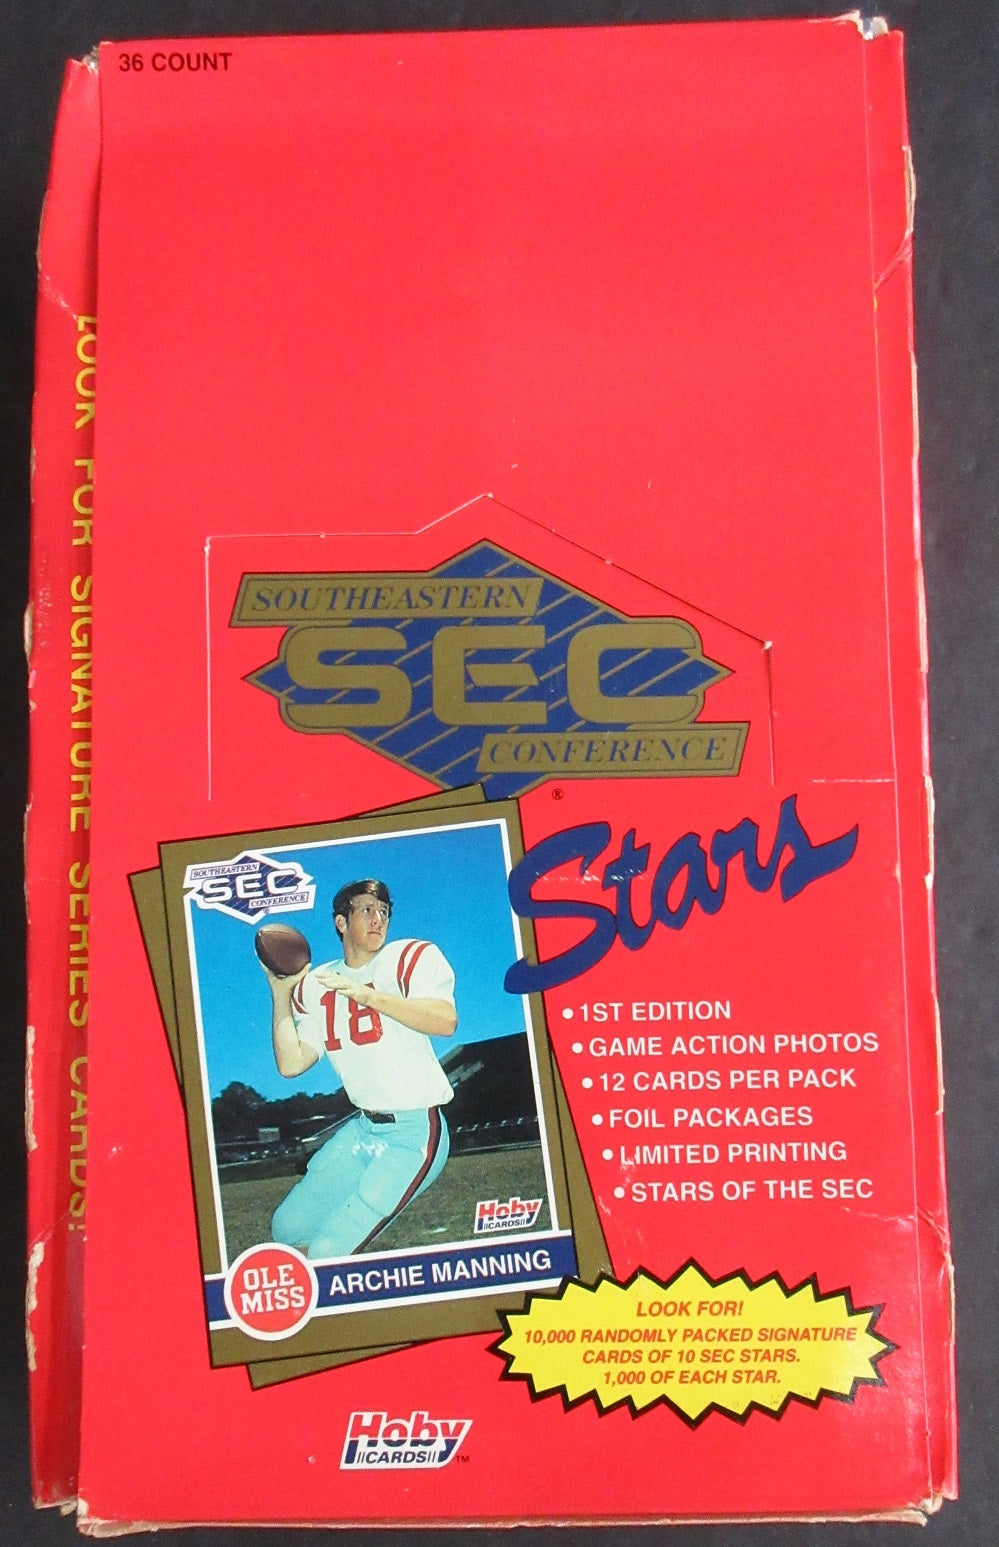 36 COUNT
LOOK FOR SIGNATURE SERIES CARDS!
SOUTHEASTERN
SEC
CONFERENCE
®
Stars
SOUTHEASTERN
SEC
CONFERENCE
18
Hoby
CARDS
OLE
MISS
ARCHIE MANNING
•1ST EDITION
•GAME ACTION PHOTOS
•12 CARDS PER PACK
•FOIL PACKAGES
•LIMITED PRINTING
•STARS OF THE SEC
LOOK FOR!
10,000 RANDOMLY PACKED SIGNATURE
CARDS OF 10 SEC STARS.
1,000 OF EACH STAR.
Hoby
CARDS TM